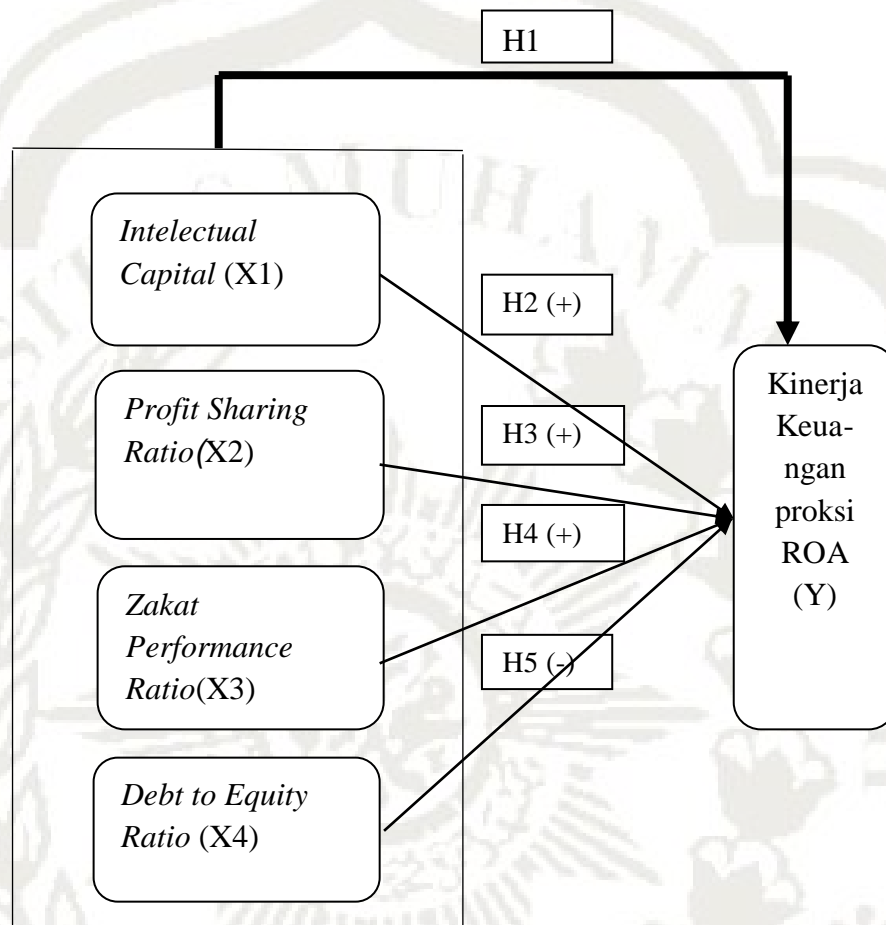 H1
Intelectual
Capital (X1)
H2 (+)
Profit Sharing
Ratio(X2)
H3 (+)
Kinerja
Keua-
ngan
proksi
ROA
(Y)
H4 (+)
Zakat
Performance
Ratio(X3)
H5 (-)
Debt to Equity
Ratio (X4)
MUHAMMA